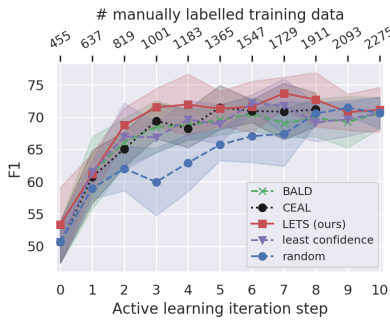 # manually labelled training data
455 637 819 1001 1183 1365 1547 1729 1911 2093 2275
75
70
65
60
55
50
F1
BALD
CEAL
LETS (ours)
least confidence
random
0 1 2 3 4 5 6 7 8 9 10
Active learning iteration step